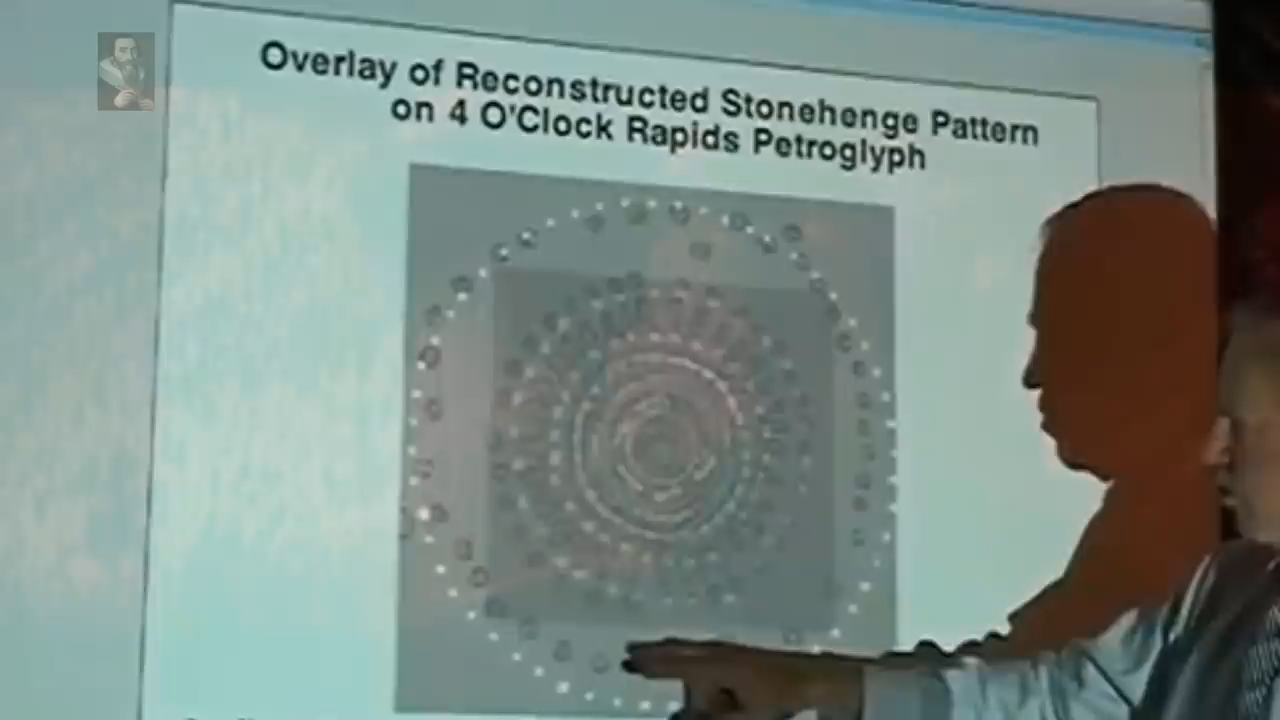 Overlay of Reconstructed Stonehenge Pattern
on 4 O'Clock Rapids Petroglyph